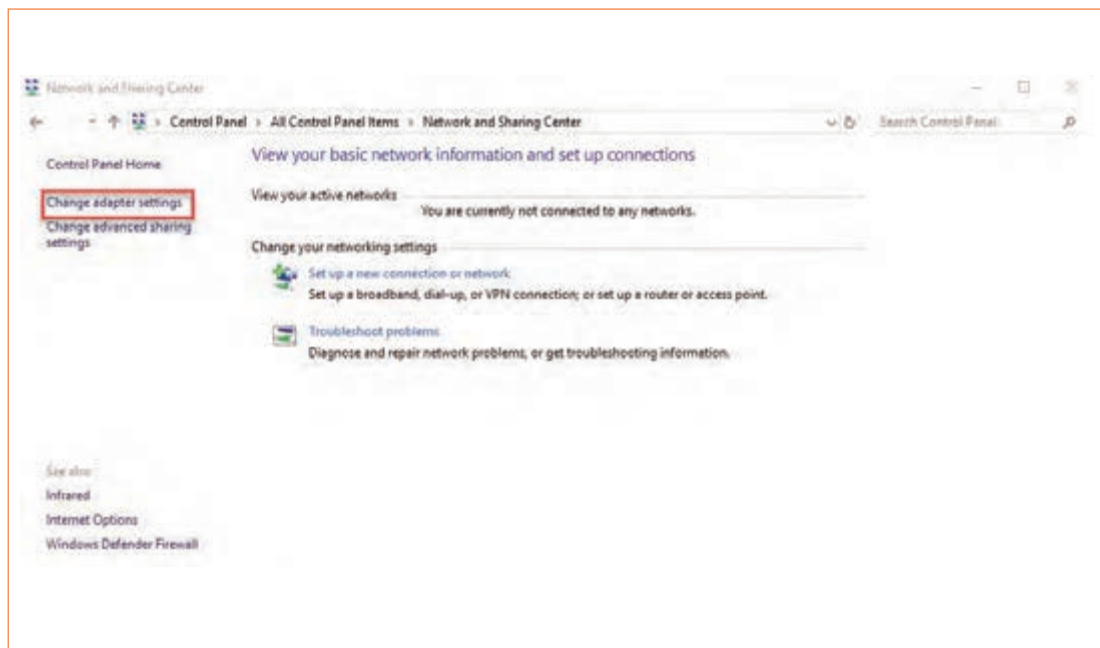 Network and Sharing Center
Control Panel > All Control Panel Items > Network and Sharing Center
Search Control Panel
Control Panel Home
Change adapter settings
Change advanced sharing
settings
View your basic network information and set up connections
View your active networks
You are currently not connected to any networks.
Change your networking settings
Set up a new connection or network
Set up a broadband, dial-up, or VPN connection; or set up a router or access point.
Troubleshoot problems
Diagnose and repair network problems, or get troubleshooting information.
See also
Infrared
Internet Options
Windows Defender Firewall